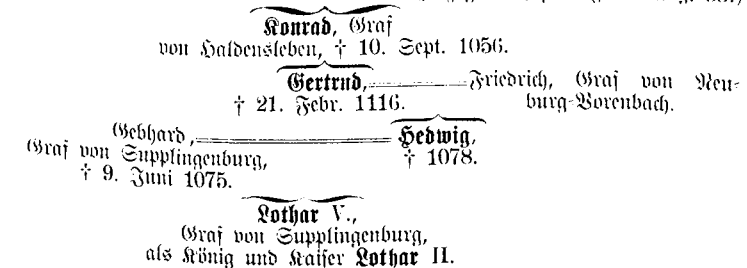 Konrad, Graf
von Haldensleben, † 10. Sept. 1056.
Gertrud, Friedrich, Graf von Neu-
† 21. Febr. 1116. burg-Vorenbach.
Gebhard, Hedwig,
Graf von Supplingenburg, † 1078.
† 9. Juni 1075.
Lothar V.,
Graf von Supplingenburg,
als König und Kaiser Lothar II.